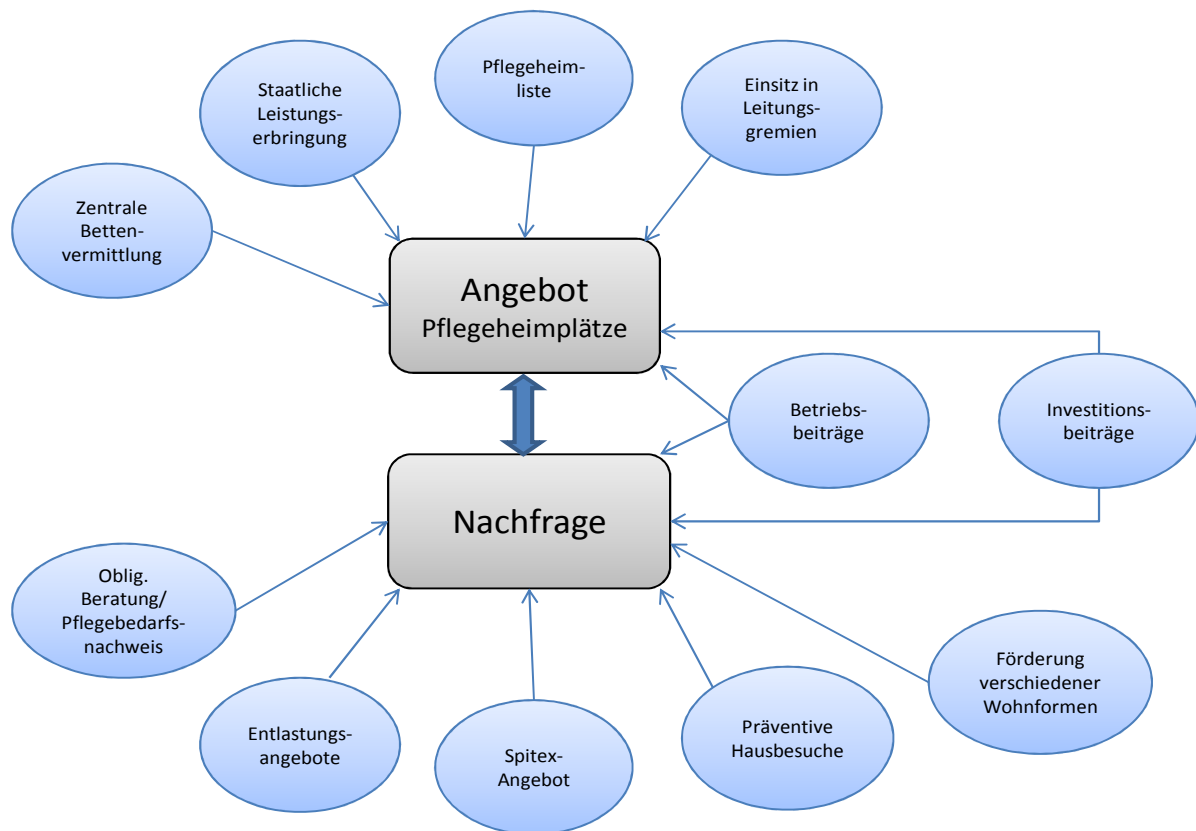 Pflegeheim-
liste
Staatliche
Leistungs-
erbringung
Einsitz in
Leitungs-
gremien
Zentrale
Betten-
vermittlung
Angebot
Pflegeheimplätze
Betriebs-
beiträge
Investitions-
beiträge
Nachfrage
Oblig.
Beratung/
Pflegebedarfs-
nachweis
Förderung
verschiedener
Wohnformen
Entlastungs-
angebote
Spitex-
Angebot
Präventive
Hausbesuche